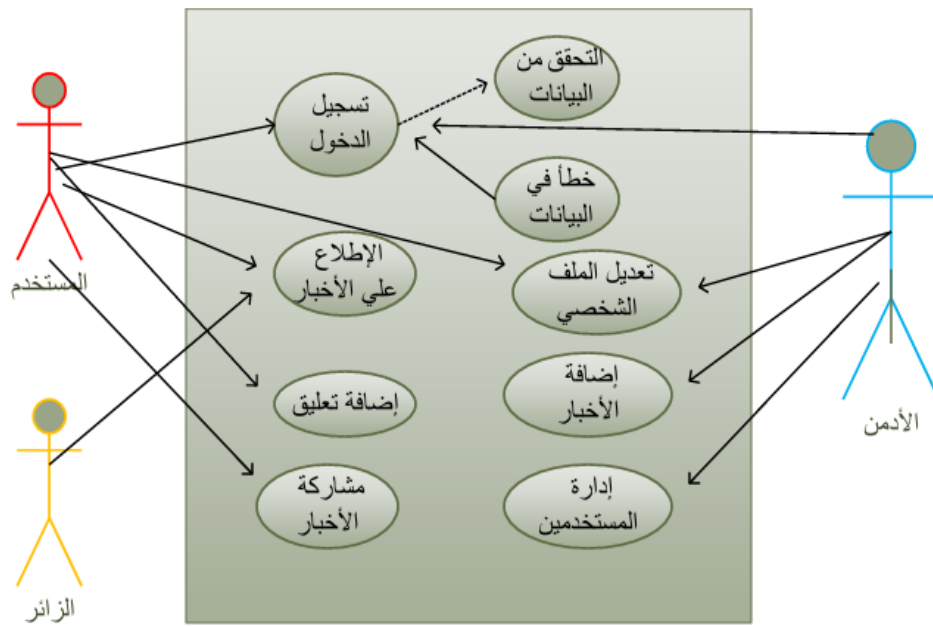 التحقق من
البيانات
تسجيل
الدخول
خطأ في
البيانات
الإطلاع
علي الأخبار
تعديل الملف
الشخصي
المستخدم
إضافة
الأخبار
إضافة تعليق
الأدمن
مشاركة
الأخبار
إدارة
المستخدمين
الزائر